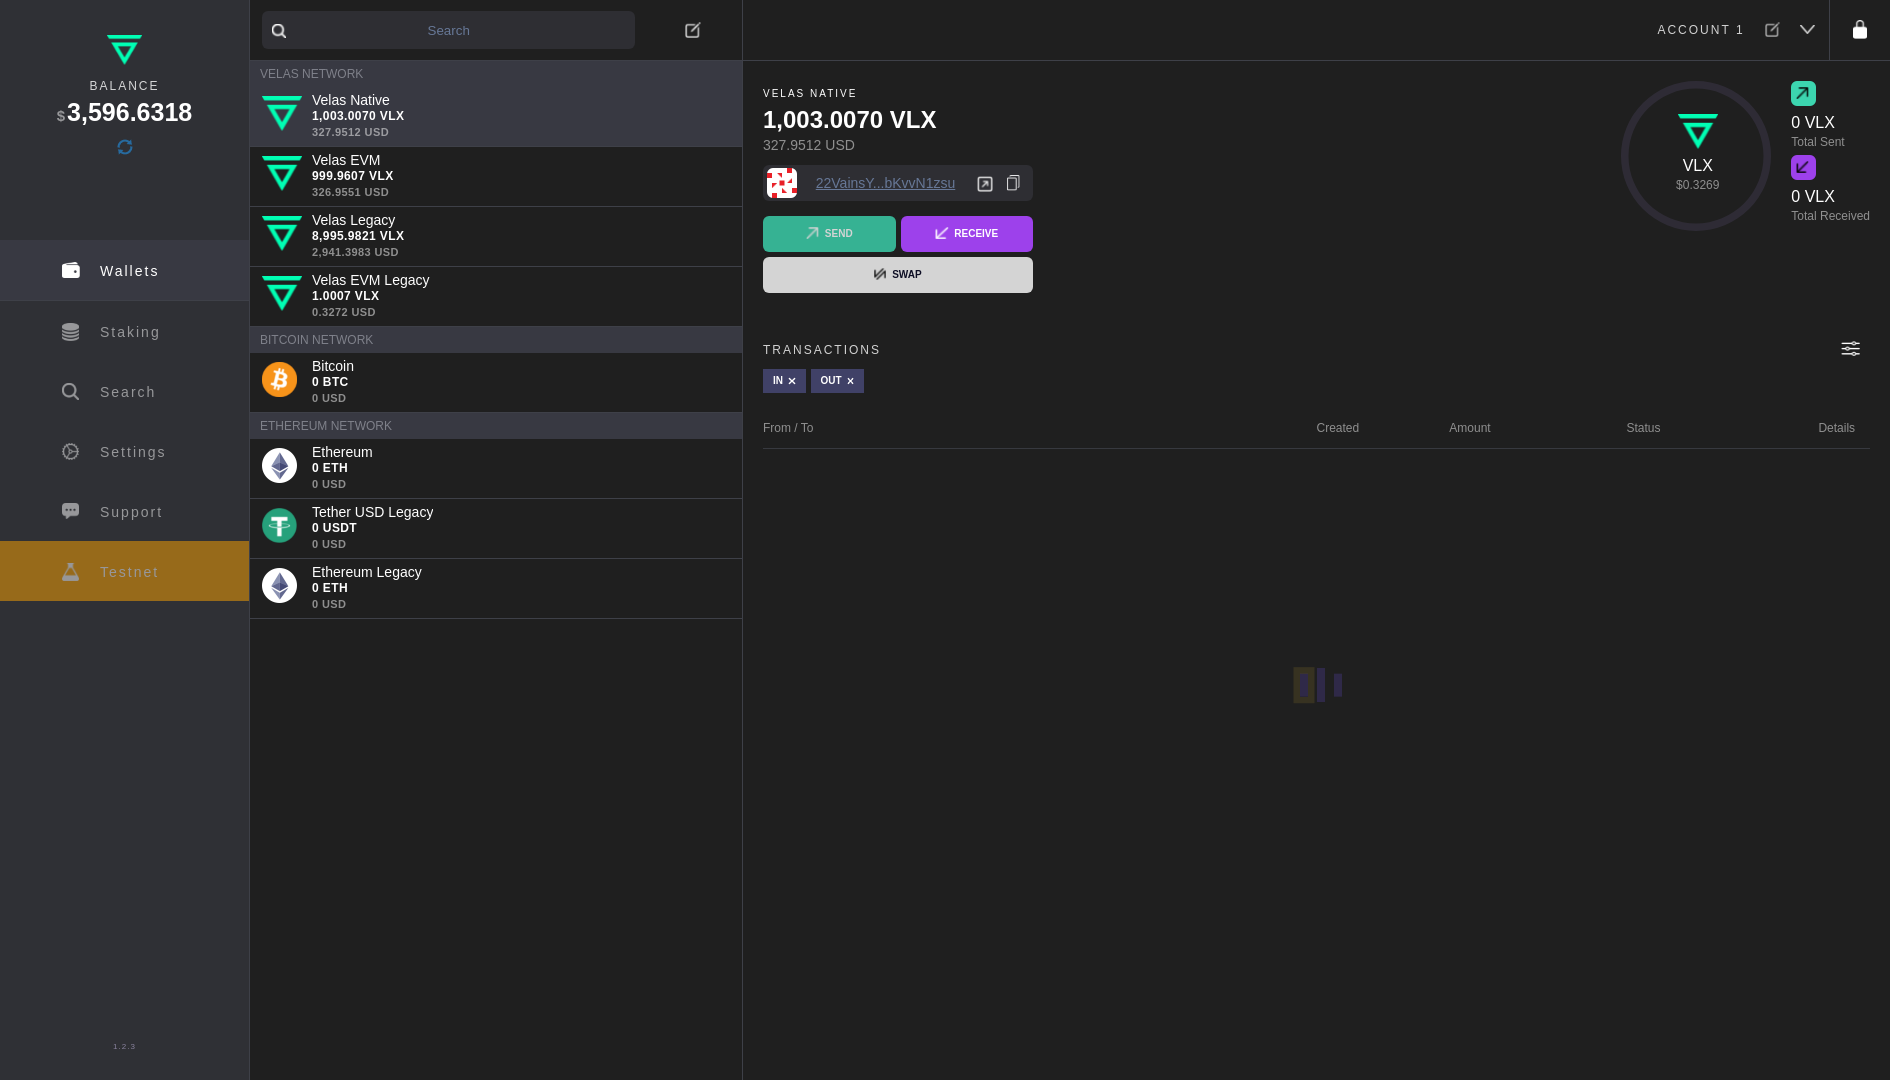 BALANCE
$3,596.6318
Wallets
Staking
Search
Settings
Support
Testnet
1.2.3
Search
VELAS NETWORK
Velas Native
1,003.0070 VLX
327.9512 USD
Velas EVM
999.9607 VLX
326.9551 USD
Velas Legacy
8,995.9821 VLX
2,941.3983 USD
Velas EVM Legacy
1.0007 VLX
0.3272 USD
BITCOIN NETWORK
Bitcoin
0 BTC
0 USD
ETHEREUM NETWORK
Ethereum
0 ETH
0 USD
Tether USD Legacy
0 USDT
0 USD
Ethereum Legacy
0 ETH
0 USD
ACCOUNT 1
VELAS NATIVE
1,003.0070 VLX
327.9512 USD
22VainsY...bKvvN1zsu
SEND RECEIVE
SWAP
VLX
$0.3269
0 VLX
Total Sent
0 VLX
Total Received
TRANSACTIONS
IN × OUT ×
From / To Created Amount Status Details